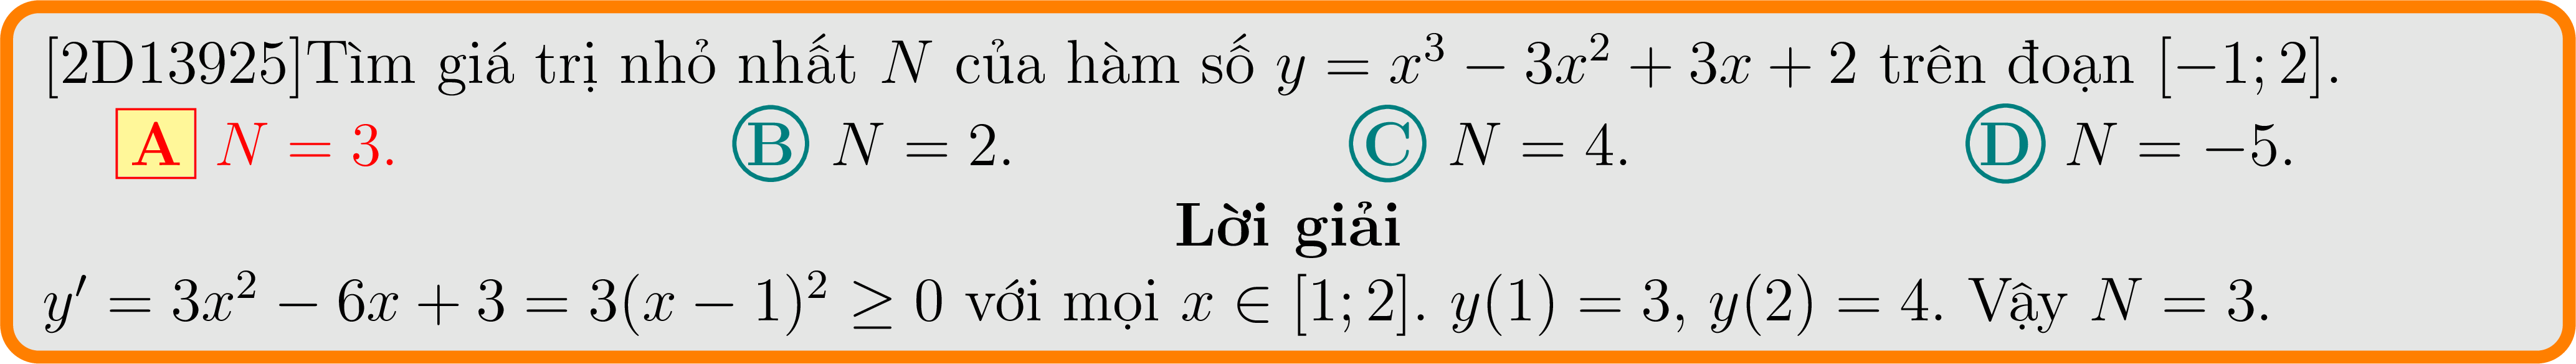 [2D13925]Tìm giá trị nhỏ nhất N của hàm số y = x³ − 3x² + 3x + 2 trên đoạn [−1; 2].
A N = 3. B N = 2. C N = 4. D N = −5.
Lời giải
y′ = 3x² − 6x + 3 = 3(x − 1)² ≥ 0 với mọi x ∈ [1; 2]. y(1) = 3, y(2) = 4. Vậy N = 3.